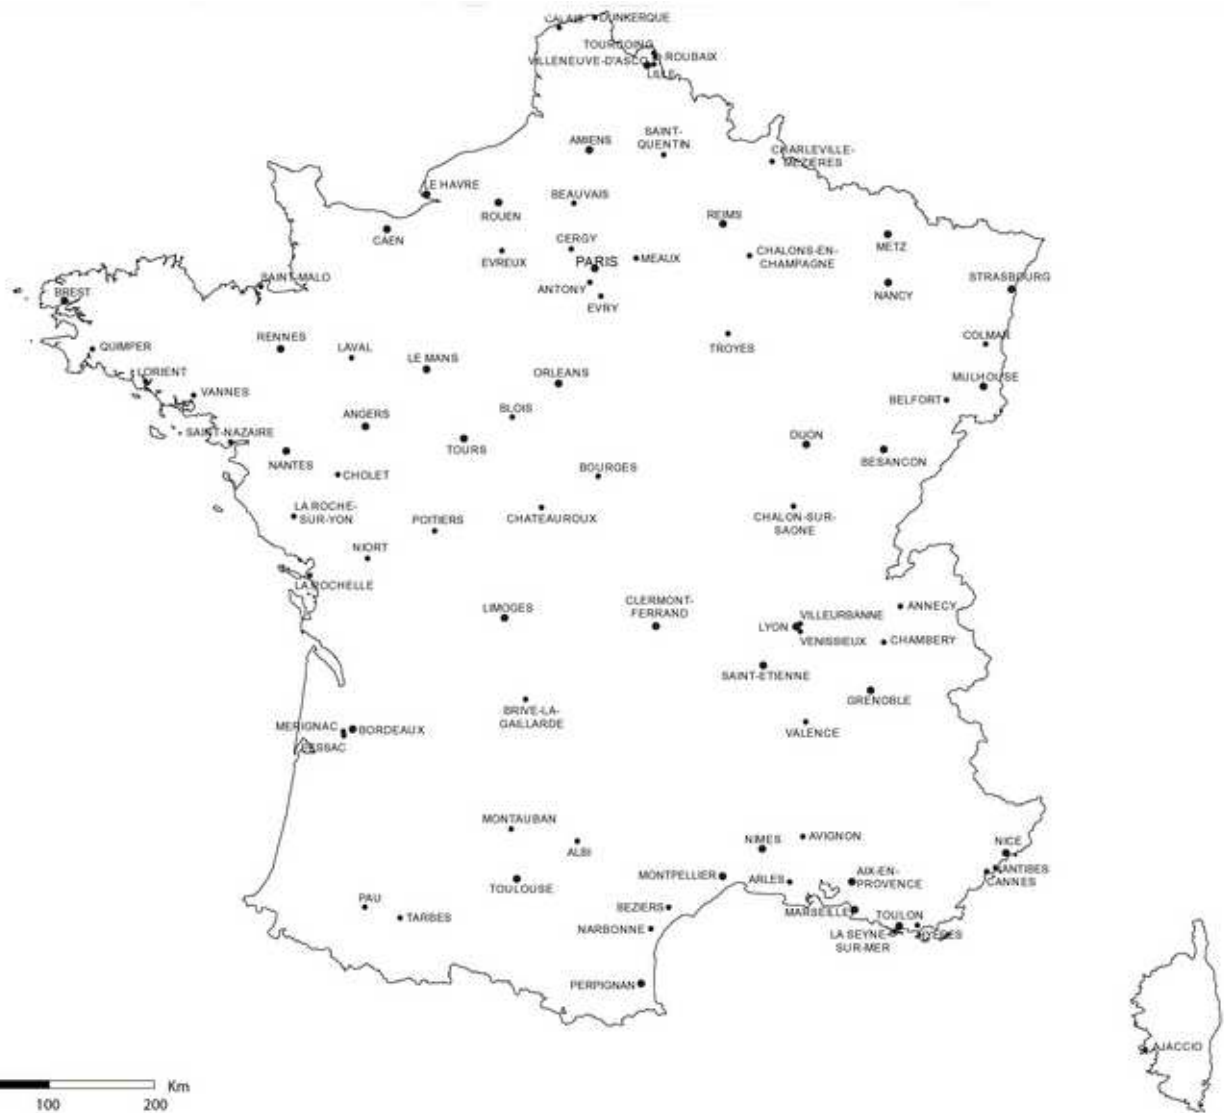 CALAIS
DUNKERQUE
TOURCOING
ROUBAIX
VILLENEUVE-D'ASCQ
LILLE
AMIENS
SAINT-
QUENTIN
CHARLEVILLE-
MEZIERES
LE HAVRE
ROUEN
BEAUVAIS
REIMS
CAEN
EVREUX
CERGY
PARIS
MEAUX
CHALONS-EN-
CHAMPAGNE
METZ
ANTONY
EVRY
NANCY
STRASBOURG
SAINT-MALO
BREST
QUIMPER
RENNES
LAVAL
LE MANS
ORLEANS
TROYES
COLMAR
LORIENT
VANNES
MULHOUSE
BELFORT
ANGERS
BLOIS
SAINT-NAZAIRE
NANTES
TOURS
DIJON
BESANCON
CHOLET
BOURGES
LA ROCHE-
SUR-YON
POITIERS
CHATEAUROUX
CHALON-SUR-
SAONE
NIORT
LA ROCHELLE
LIMOGES
CLERMONT-
FERRAND
LYON
VILLEURBANNE
VENISSIEUX
ANNECY
CHAMBERY
SAINT-ETIENNE
GRENOBLE
BRIVE-LA-
GAILLARDE
VALENCE
MERIGNAC
BORDEAUX
PESSAC
MONTAUBAN
ALBI
NIMES
AVIGNON
NICE
TOULOUSE
MONTPELLIER
ARLES
AIX-EN-
PROVENCE
ANTIBES
CANNES
PAU
TARBES
BEZIERS
NARBONNE
MARSEILLE
TOULON
LA SEYNE-
SUR-MER
HYERES
PERPIGNAN
AJACCIO
Km
100
200